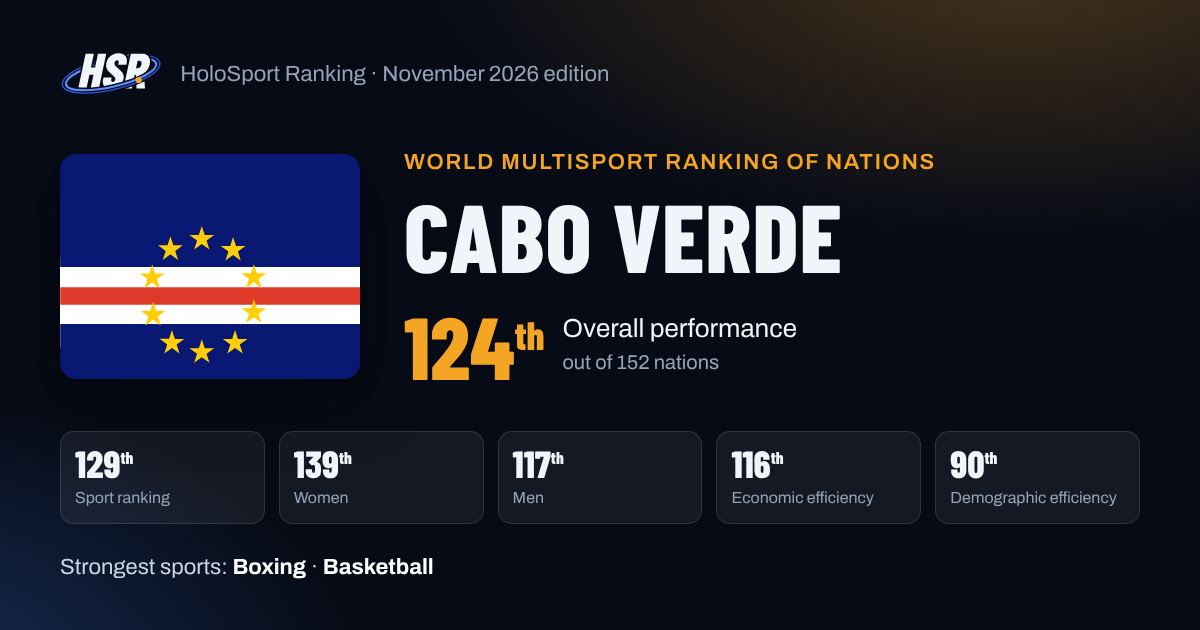 HSR
HoloSport Ranking · November 2026 edition
WORLD MULTISPORT RANKING OF NATIONS
CABO VERDE
124th
Overall performance
out of 152 nations
129th
Sport ranking
139th
Women
117th
Men
116th
Economic efficiency
90th
Demographic efficiency
Strongest sports: Boxing · Basketball